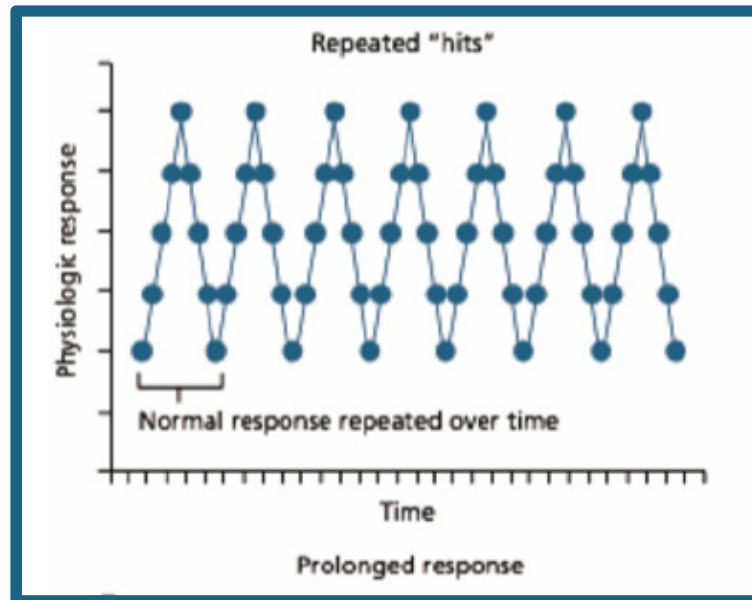 Repeated “hits”
Physiologic response
Normal response repeated over time
Time
Prolonged response